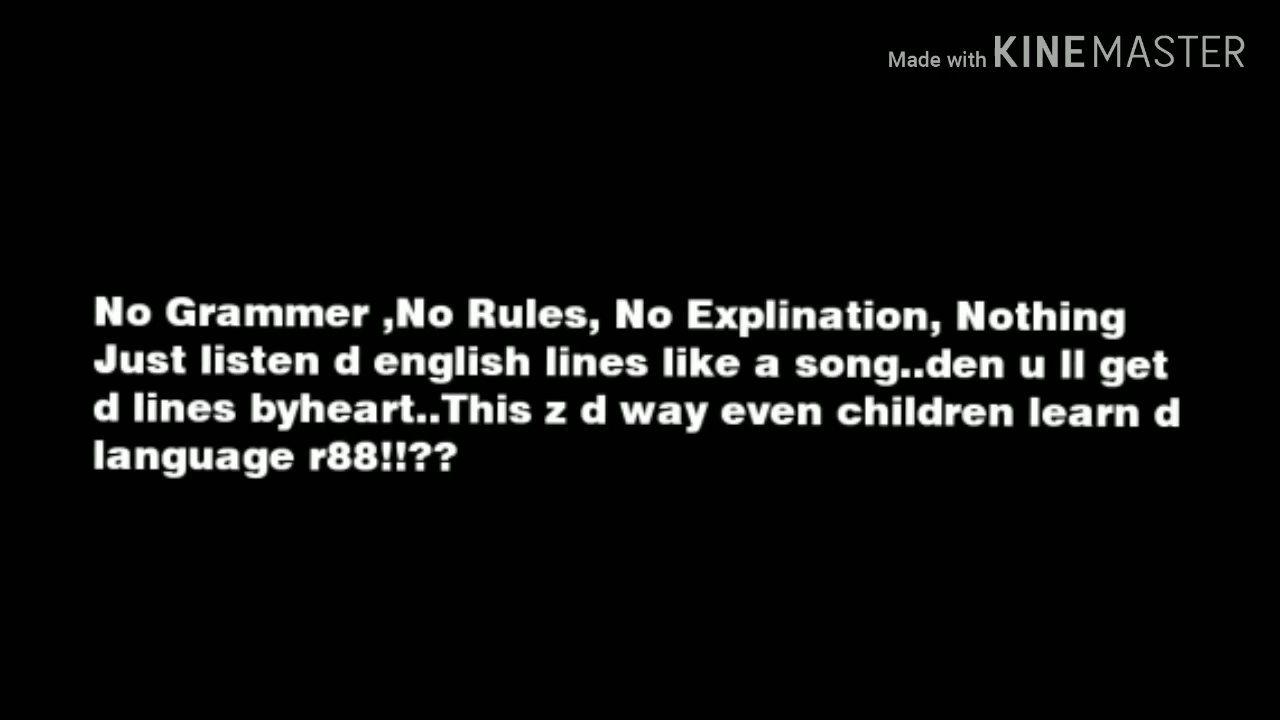 Made with KINEMASTER
No Grammer ,No Rules, No Explination, Nothing
Just listen d english lines like a song..den u ll get
d lines byheart..This z d way even children learn d
language r88!!??